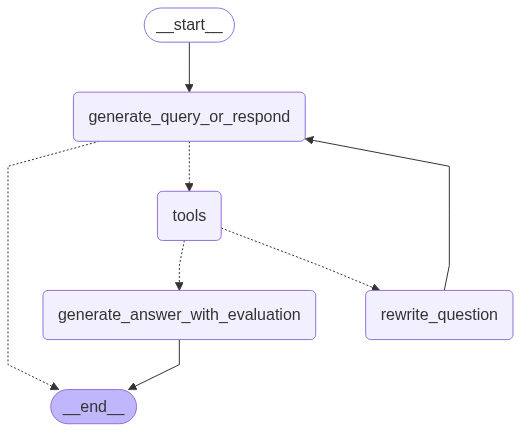 __start__
generate_query_or_respond
tools
generate_answer_with_evaluation
rewrite_question
__end__